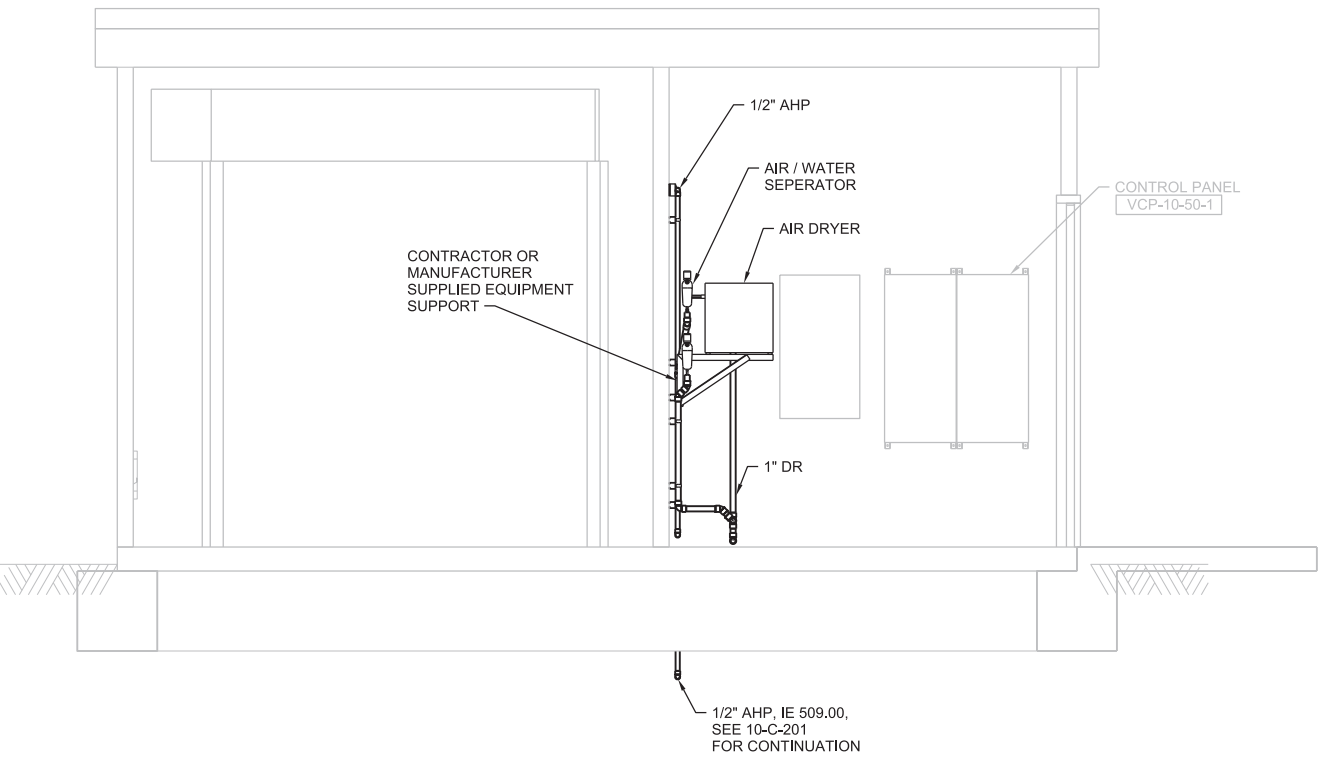 1/2" AHP
AIR / WATER
SEPERATOR
CONTROL PANEL
VCP-10-50-1
AIR DRYER
CONTRACTOR OR
MANUFACTURER
SUPPLIED EQUIPMENT
SUPPORT
1" DR
1/2" AHP, IE 509.00,
SEE 10-C-201
FOR CONTINUATION